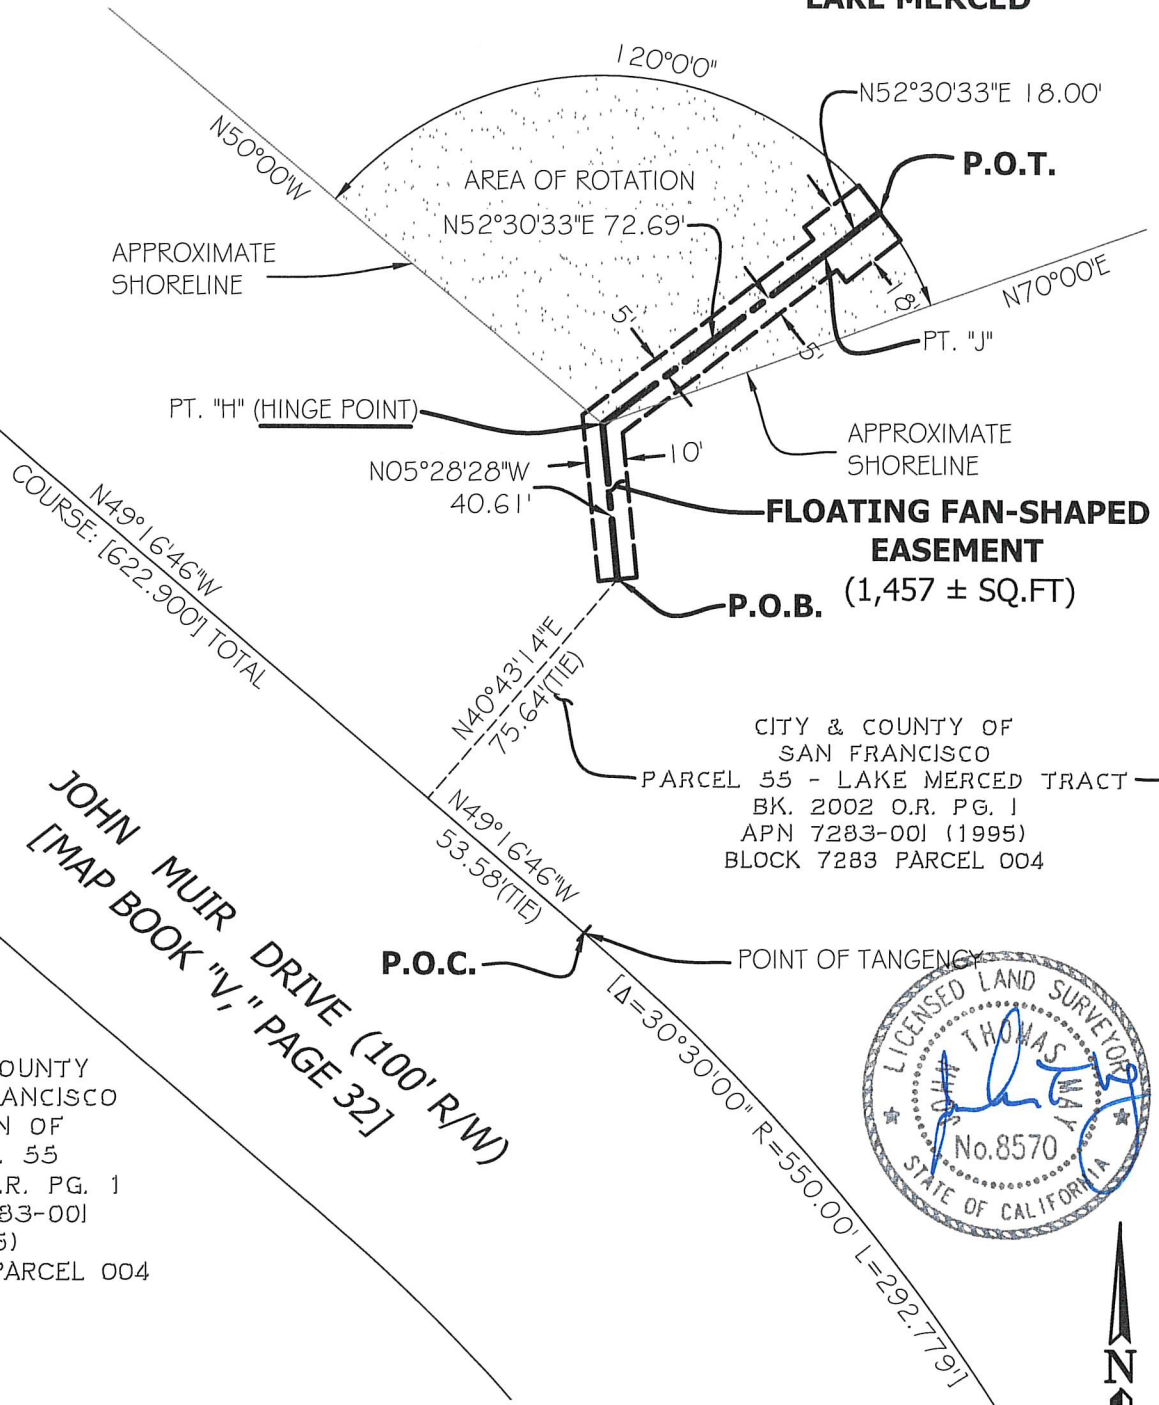 LAKE MERCED
120°0'0"
N52°30'33"E 18.00'
P.O.T.
N50°00'W
AREA OF ROTATION
N52°30'33"E 72.69'
APPROXIMATE
SHORELINE
N70°00'E
5'
5'
18'
PT. "J"
PT. "H" (HINGE POINT)
APPROXIMATE
SHORELINE
N05°28'28"W
40.61'
10'
FLOATING FAN-SHAPED
EASEMENT
(1,457 ± SQ.FT)
P.O.B.
N49°16'46"W
COURSE: [622.900'] TOTAL
N40°43'14"E
75.64'(TIE)
CITY & COUNTY OF
SAN FRANCISCO
PARCEL 55 - LAKE MERCED TRACT
BK. 2002 O.R. PG. 1
APN 7283-001 (1995)
BLOCK 7283 PARCEL 004
N49°16'46"W
53.58'(TIE)
JOHN MUIR DRIVE (100' R/W)
[MAP BOOK "V," PAGE 32]
P.O.C.
POINT OF TANGENCY
[Δ=30°30'00" R=550.00' L=292.779']
LICENSED LAND SURVEYOR
JOHN THOMAS MAY
No.8570
STATE OF CALIFORNIA
OUNTY
ANCISCO
N OF
. 55
.R. PG. 1
83-001
5)
PARCEL 004
N